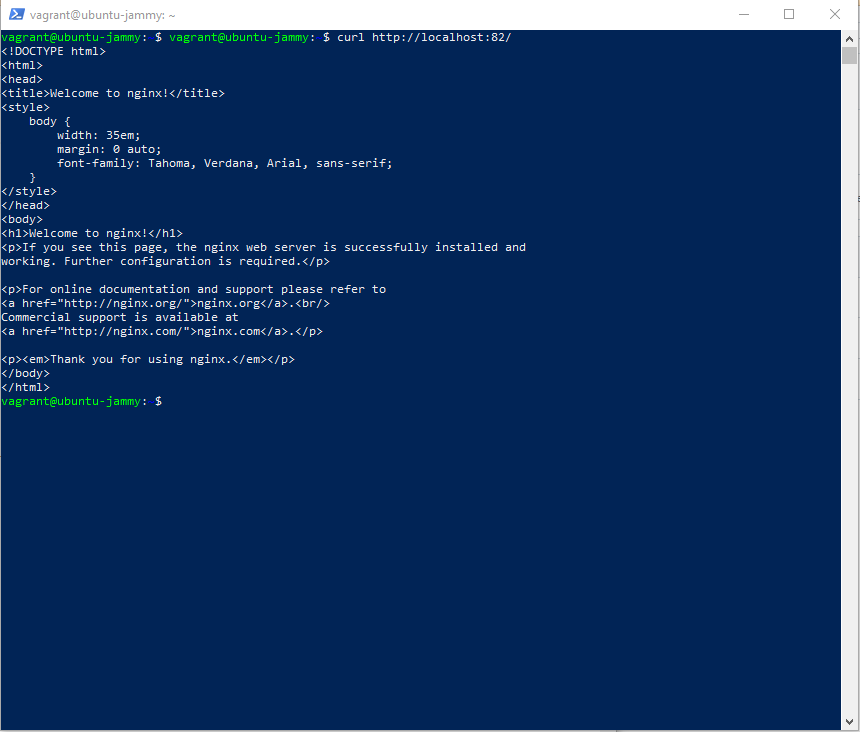 vagrant@ubuntu-jammy: ~
vagrant@ubuntu-jammy: $ vagrant@ubuntu-jammy: $ curl http://localhost:82/
<!DOCTYPE html>
<html>
<head>
<title>Welcome to nginx!</title>
<style>
    body {
        width: 35em;
        margin: 0 auto;
        font-family: Tahoma, Verdana, Arial, sans-serif;
    }
</style>
</head>
<body>
<h1>Welcome to nginx!</h1>
<p>If you see this page, the nginx web server is successfully installed and
working. Further configuration is required.</p>

<p>For online documentation and support please refer to
<a href="http://nginx.org/">nginx.org</a>.<br/>
Commercial support is available at
<a href="http://nginx.com/">nginx.com</a>.</p>

<p><em>Thank you for using nginx.</em></p>
</body>
</html>
vagrant@ubuntu-jammy: $